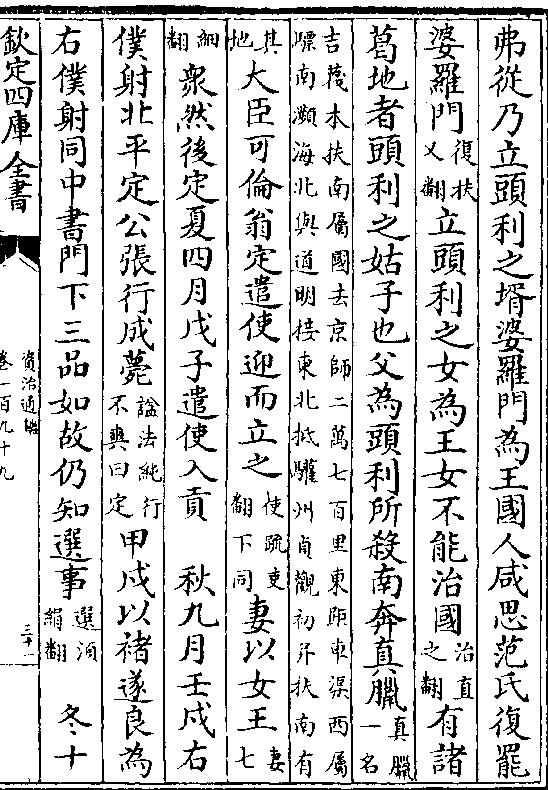 弗從乃立頭利之壻婆羅門為王國人咸思范氏復罷
婆羅門復扶又翻立頭利之女為王女不能治國治直之翻有諸
葛地者頭利之姑子也父為頭利所殺南奔真臘真臘一名
吉蔑本扶南屬國去京師二萬七百里東距車渠西屬
驃南瀕海北與道明接東北抵驩州貞觀初并扶南有
其地大臣可倫翁定遣使迎而立之使疏吏翻下同妻以女王妻七
細翻衆然後定夏四月戊子遣使入貢 秋九月壬戌右
僕射北平定公張行成薨諡法純行不爽曰定甲戌以褚遂良為
右僕射同中書門下三品如故仍知選事選須絹翻 冬十
欽定四庫全書
資治通鑑
卷一百九十九
三十一